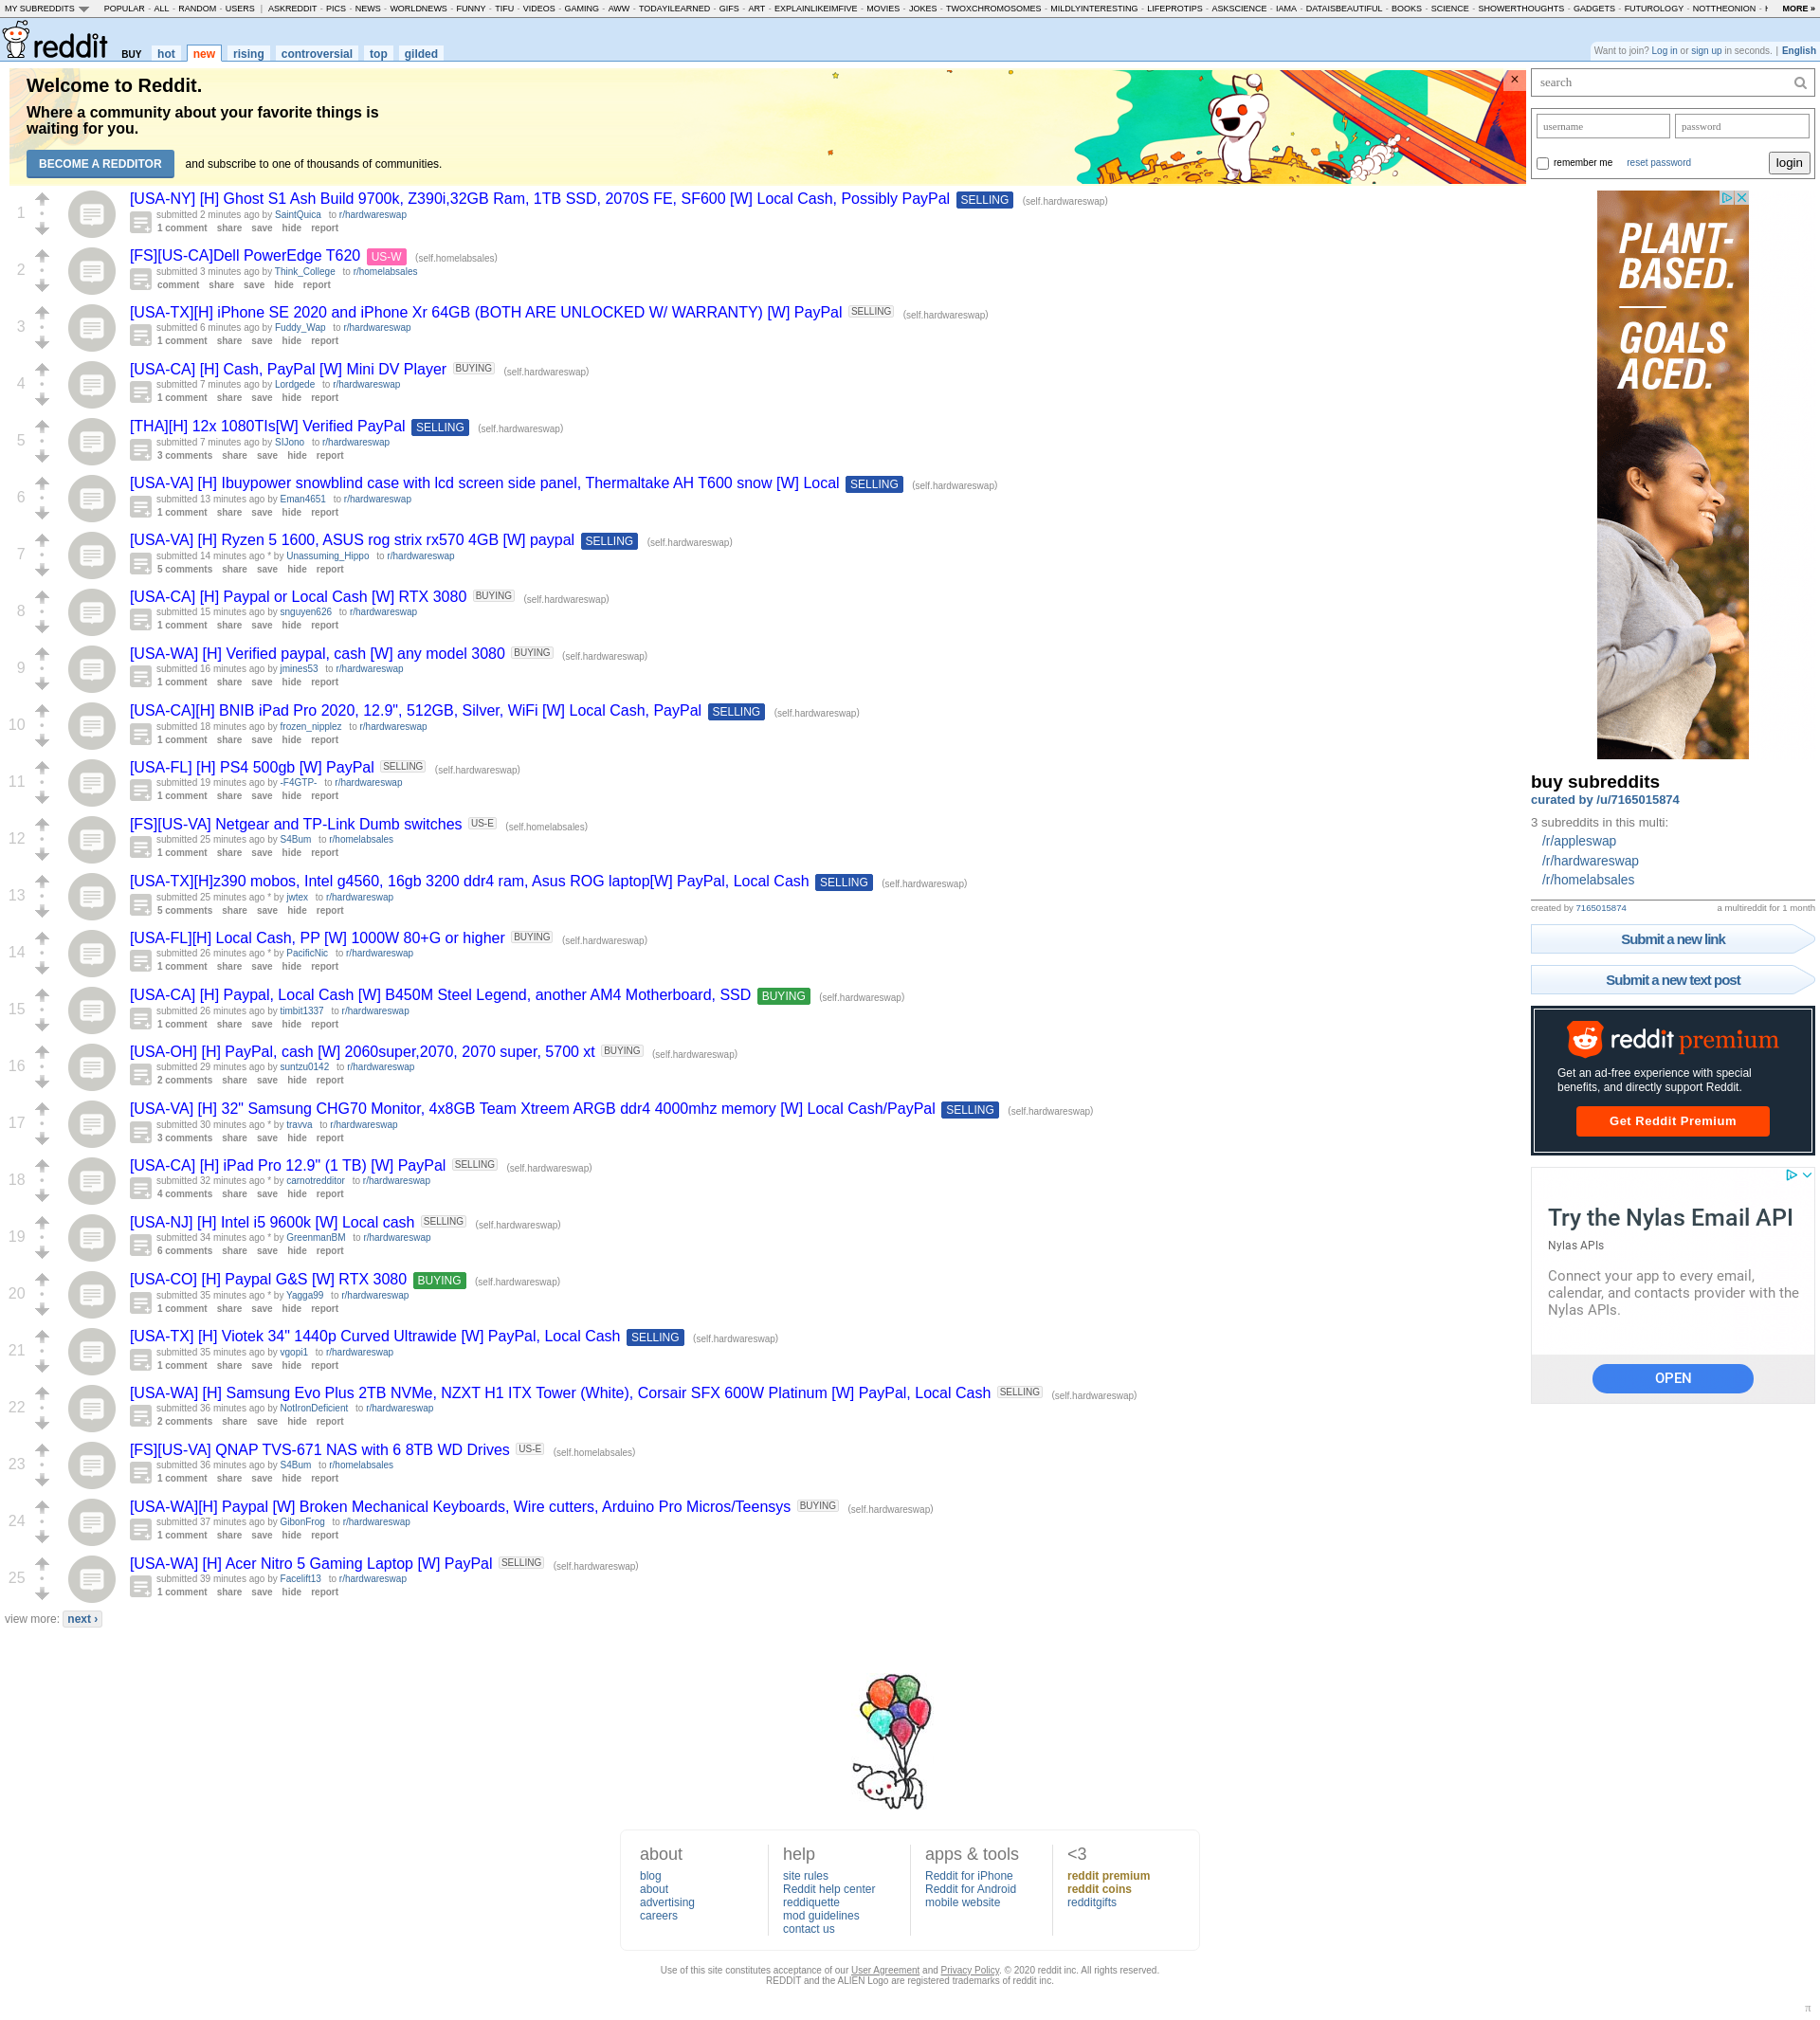 MY SUBREDDITS POPULAR - ALL - RANDOM - USERS | ASKREDDIT - PICS - NEWS - WORLDNEWS - FUNNY - TIFU - VIDEOS - GAMING - AWW - TODAYILEARNED - GIFS - ART - EXPLAINLIKEIMFIVE - MOVIES - JOKES - TWOXCHROMOSOMES - MILDLYINTERESTING - LIFEPROTIPS - ASKSCIENCE - IAMA - DATAISBEAUTIFUL - BOOKS - SCIENCE - SHOWERTHOUGHTS - GADGETS - FUTUROLOGY - NOTTHEONION - MORE »
reddit BUY hot new rising controversial top gilded
Want to join? Log in or sign up in seconds. | English
Welcome to Reddit.
Where a community about your favorite things is
waiting for you.
BECOME A REDDITOR and subscribe to one of thousands of communities.
×
1
[USA-NY] [H] Ghost S1 Ash Build 9700k, Z390i,32GB Ram, 1TB SSD, 2070S FE, SF600 [W] Local Cash, Possibly PayPal SELLING (self.hardwareswap)
submitted 2 minutes ago by SaintQuica to r/hardwareswap
1 comment share save hide report
2
[FS][US-CA]Dell PowerEdge T620 US-W (self.homelabsales)
submitted 3 minutes ago by Think_College to r/homelabsales
comment share save hide report
3
[USA-TX][H] iPhone SE 2020 and iPhone Xr 64GB (BOTH ARE UNLOCKED W/ WARRANTY) [W] PayPal SELLING (self.hardwareswap)
submitted 6 minutes ago by Fuddy_Wap to r/hardwareswap
1 comment share save hide report
4
[USA-CA] [H] Cash, PayPal [W] Mini DV Player BUYING (self.hardwareswap)
submitted 7 minutes ago by Lordgede to r/hardwareswap
1 comment share save hide report
5
[THA][H] 12x 1080TIs[W] Verified PayPal SELLING (self.hardwareswap)
submitted 7 minutes ago by SlJono to r/hardwareswap
3 comments share save hide report
6
[USA-VA] [H] Ibuypower snowblind case with lcd screen side panel, Thermaltake AH T600 snow [W] Local SELLING (self.hardwareswap)
submitted 13 minutes ago by Eman4651 to r/hardwareswap
1 comment share save hide report
7
[USA-VA] [H] Ryzen 5 1600, ASUS rog strix rx570 4GB [W] paypal SELLING (self.hardwareswap)
submitted 14 minutes ago * by Unassuming_Hippo to r/hardwareswap
5 comments share save hide report
8
[USA-CA] [H] Paypal or Local Cash [W] RTX 3080 BUYING (self.hardwareswap)
submitted 15 minutes ago by snguyen626 to r/hardwareswap
1 comment share save hide report
9
[USA-WA] [H] Verified paypal, cash [W] any model 3080 BUYING (self.hardwareswap)
submitted 16 minutes ago by jmines53 to r/hardwareswap
1 comment share save hide report
10
[USA-CA][H] BNIB iPad Pro 2020, 12.9", 512GB, Silver, WiFi [W] Local Cash, PayPal SELLING (self.hardwareswap)
submitted 18 minutes ago by frozen_nipplez to r/hardwareswap
1 comment share save hide report
11
[USA-FL] [H] PS4 500gb [W] PayPal SELLING (self.hardwareswap)
submitted 19 minutes ago by -F4GTP- to r/hardwareswap
1 comment share save hide report
12
[FS][US-VA] Netgear and TP-Link Dumb switches US-E (self.homelabsales)
submitted 25 minutes ago by S4Bum to r/homelabsales
1 comment share save hide report
13
[USA-TX][H]z390 mobos, Intel g4560, 16gb 3200 ddr4 ram, Asus ROG laptop[W] PayPal, Local Cash SELLING (self.hardwareswap)
submitted 25 minutes ago * by jwtex to r/hardwareswap
5 comments share save hide report
14
[USA-FL][H] Local Cash, PP [W] 1000W 80+G or higher BUYING (self.hardwareswap)
submitted 26 minutes ago * by PacificNic to r/hardwareswap
1 comment share save hide report
15
[USA-CA] [H] Paypal, Local Cash [W] B450M Steel Legend, another AM4 Motherboard, SSD BUYING (self.hardwareswap)
submitted 26 minutes ago by timbit1337 to r/hardwareswap
1 comment share save hide report
16
[USA-OH] [H] PayPal, cash [W] 2060super,2070, 2070 super, 5700 xt BUYING (self.hardwareswap)
submitted 29 minutes ago by suntzu0142 to r/hardwareswap
2 comments share save hide report
17
[USA-VA] [H] 32" Samsung CHG70 Monitor, 4x8GB Team Xtreem ARGB ddr4 4000mhz memory [W] Local Cash/PayPal SELLING (self.hardwareswap)
submitted 30 minutes ago * by travva to r/hardwareswap
3 comments share save hide report
18
[USA-CA] [H] iPad Pro 12.9" (1 TB) [W] PayPal SELLING (self.hardwareswap)
submitted 32 minutes ago * by carnotredditor to r/hardwareswap
4 comments share save hide report
19
[USA-NJ] [H] Intel i5 9600k [W] Local cash SELLING (self.hardwareswap)
submitted 34 minutes ago * by GreenmanBM to r/hardwareswap
6 comments share save hide report
20
[USA-CO] [H] Paypal G&S [W] RTX 3080 BUYING (self.hardwareswap)
submitted 35 minutes ago * by Yagga99 to r/hardwareswap
1 comment share save hide report
21
[USA-TX] [H] Viotek 34" 1440p Curved Ultrawide [W] PayPal, Local Cash SELLING (self.hardwareswap)
submitted 35 minutes ago by vgopi1 to r/hardwareswap
1 comment share save hide report
22
[USA-WA] [H] Samsung Evo Plus 2TB NVMe, NZXT H1 ITX Tower (White), Corsair SFX 600W Platinum [W] PayPal, Local Cash SELLING (self.hardwareswap)
submitted 36 minutes ago by NotIronDeficient to r/hardwareswap
2 comments share save hide report
23
[FS][US-VA] QNAP TVS-671 NAS with 6 8TB WD Drives US-E (self.homelabsales)
submitted 36 minutes ago by S4Bum to r/homelabsales
1 comment share save hide report
24
[USA-WA][H] Paypal [W] Broken Mechanical Keyboards, Wire cutters, Arduino Pro Micros/Teensys BUYING (self.hardwareswap)
submitted 37 minutes ago by GibonFrog to r/hardwareswap
1 comment share save hide report
25
[USA-WA] [H] Acer Nitro 5 Gaming Laptop [W] PayPal SELLING (self.hardwareswap)
submitted 39 minutes ago by Facelift13 to r/hardwareswap
1 comment share save hide report
view more: next ›
search
username password
remember me reset password login
PLANT-
BASED.
GOALS
ACED.
buy subreddits
curated by /u/7165015874
3 subreddits in this multi:
/r/appleswap
/r/hardwareswap
/r/homelabsales
created by 7165015874 a multireddit for 1 month
Submit a new link
Submit a new text post
reddit premium
Get an ad-free experience with special
benefits, and directly support Reddit.
Get Reddit Premium
Try the Nylas Email API
Nylas APIs
Connect your app to every email,
calendar, and contacts provider with the
Nylas APIs.
OPEN
about
blog
about
advertising
careers
help
site rules
Reddit help center
reddiquette
mod guidelines
contact us
apps & tools
Reddit for iPhone
Reddit for Android
mobile website
<3
reddit premium
reddit coins
redditgifts
Use of this site constitutes acceptance of our User Agreement and Privacy Policy. © 2020 reddit inc. All rights reserved.
REDDIT and the ALIEN Logo are registered trademarks of reddit inc.
π